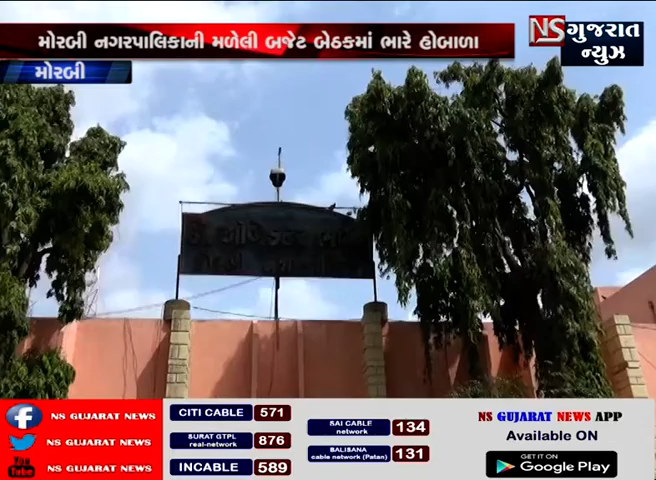 મોરબી નગરપાલિકાની મળેલી બજેટ બેઠકમાં ભારે હોબાળા
NS ગુજરાત
ન્યુઝ
મોરબી
NS GUJARAT NEWS
NS GUJARAT NEWS
NS GUJARAT NEWS
You Tube
CITI CABLE 571
SURAT GTPL real-network 876
INCABLE 589
SAI CABLE network 134
BALISANA cable network (Patan) 131
NS GUJARAT NEWS APP
Available ON
GET IT ON
Google Play